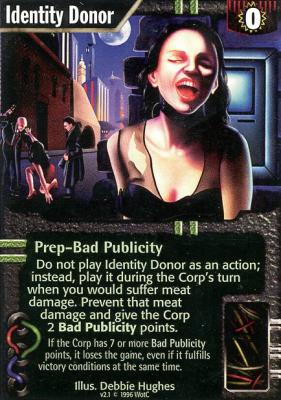 Identity Donor
0
Prep-Bad Publicity
Do not play Identity Donor as an action;
instead, play it during the Corp's turn
when you would suffer meat
damage. Prevent that meat
damage and give the Corp
2 Bad Publicity points.
If the Corp has 7 or more Bad Publicity
points, it loses the game, even if it fulfills
victory conditions at the same time.
Illus. Debbie Hughes
v2.1 © 1996 WotC